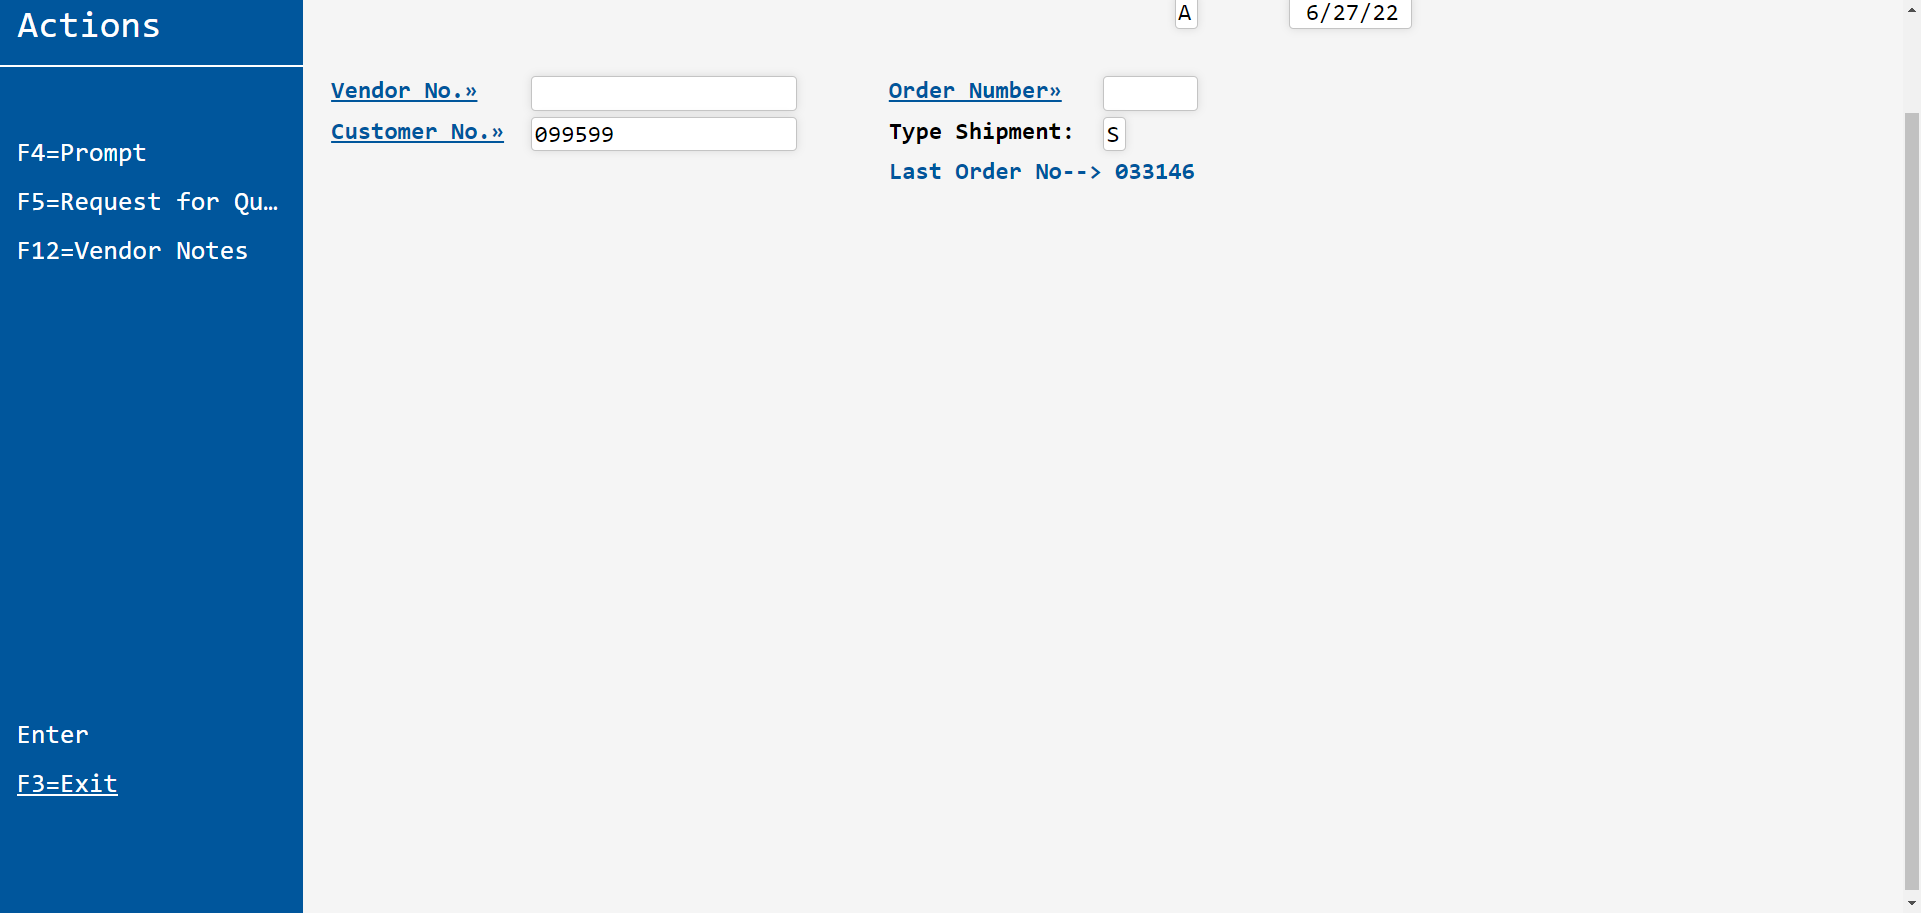 Actions
A 6/27/22
Vendor No.» Order Number»
Customer No.» 099599 Type Shipment: S
Last Order No--> 033146
F4=Prompt
F5=Request for Qu…
F12=Vendor Notes
Enter
F3=Exit